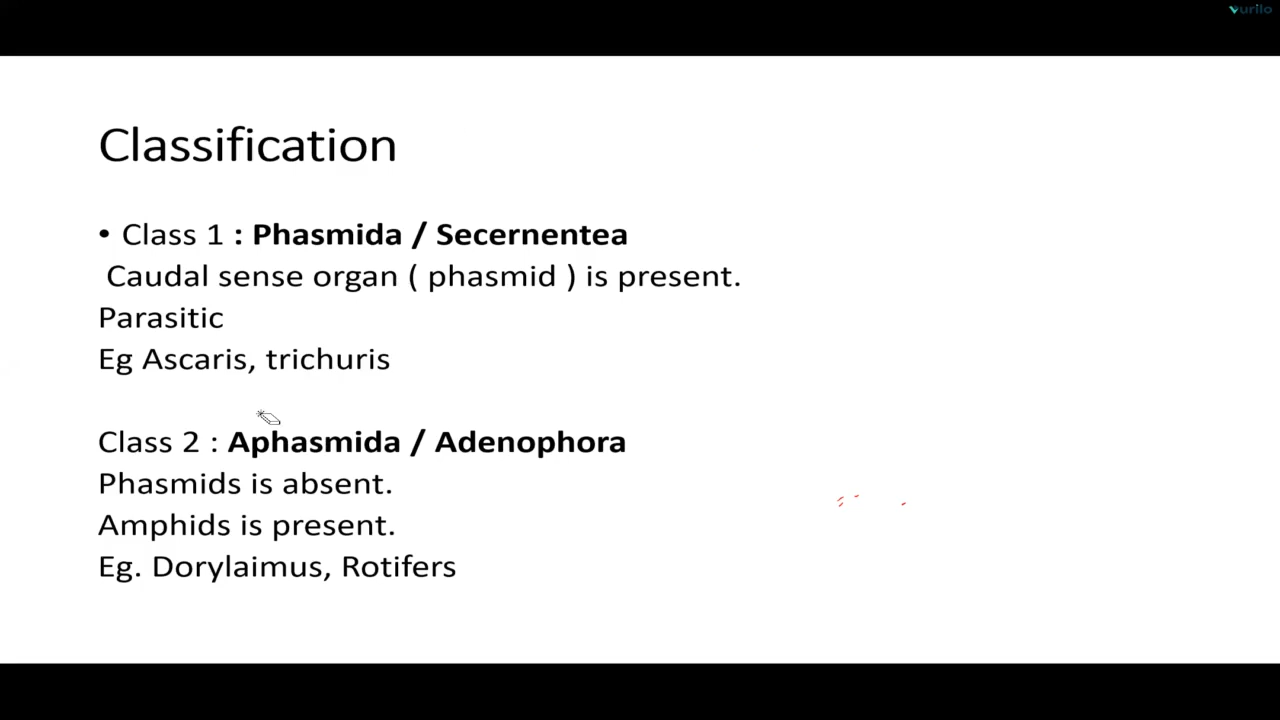 Vurilo
Classification
• Class 1 : Phasmida / Secernentea
Caudal sense organ ( phasmid ) is present.
Parasitic
Eg Ascaris, trichuris
Class 2 : Aphasmida / Adenophora
Phasmids is absent.
Amphids is present.
Eg. Dorylaimus, Rotifers